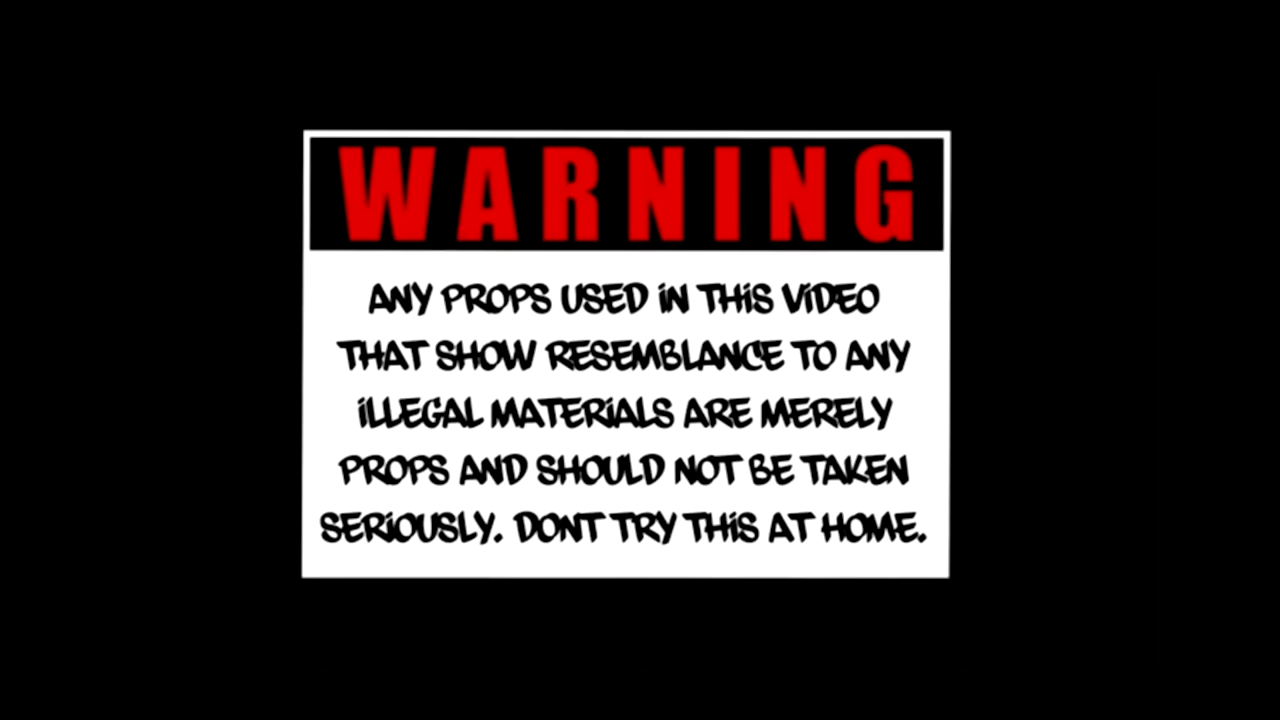 WARNING
ANY PROPS USED iN THiS ViDEO
THAT SHOW RESEMBLANCE TO ANY
iLLEGAL MATERiALS ARE MERELY
PROPS AND SHOULD NOT BE TAKEN
SERiOUSLY. DONT TRY THiS AT HOME.